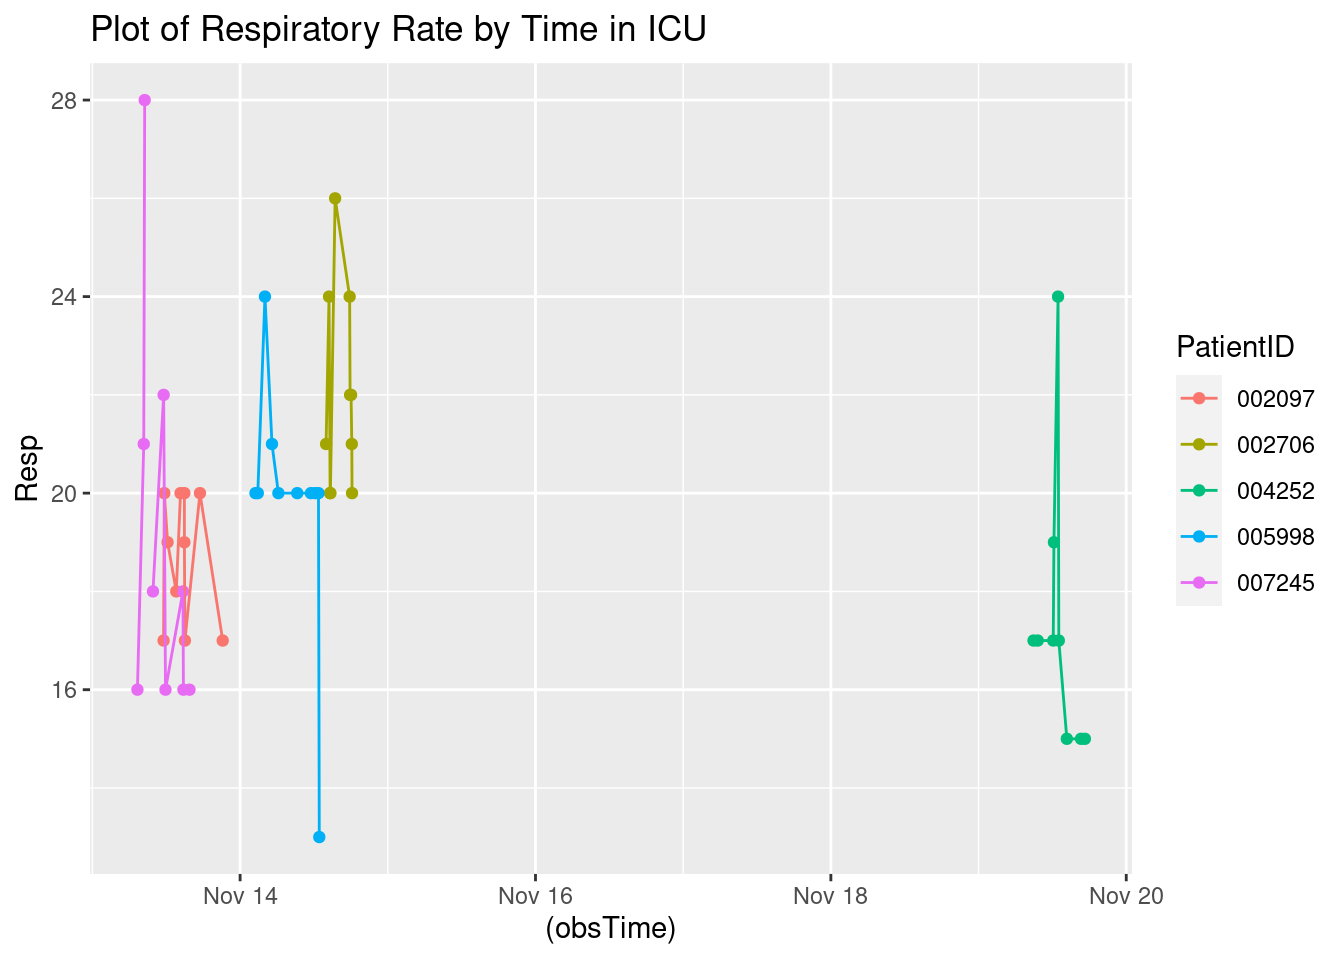 Plot of Respiratory Rate by Time in ICU
28
24
20
16
Resp
Nov 14
Nov 16
Nov 18
Nov 20
(obsTime)
PatientID
002097
002706
004252
005998
007245